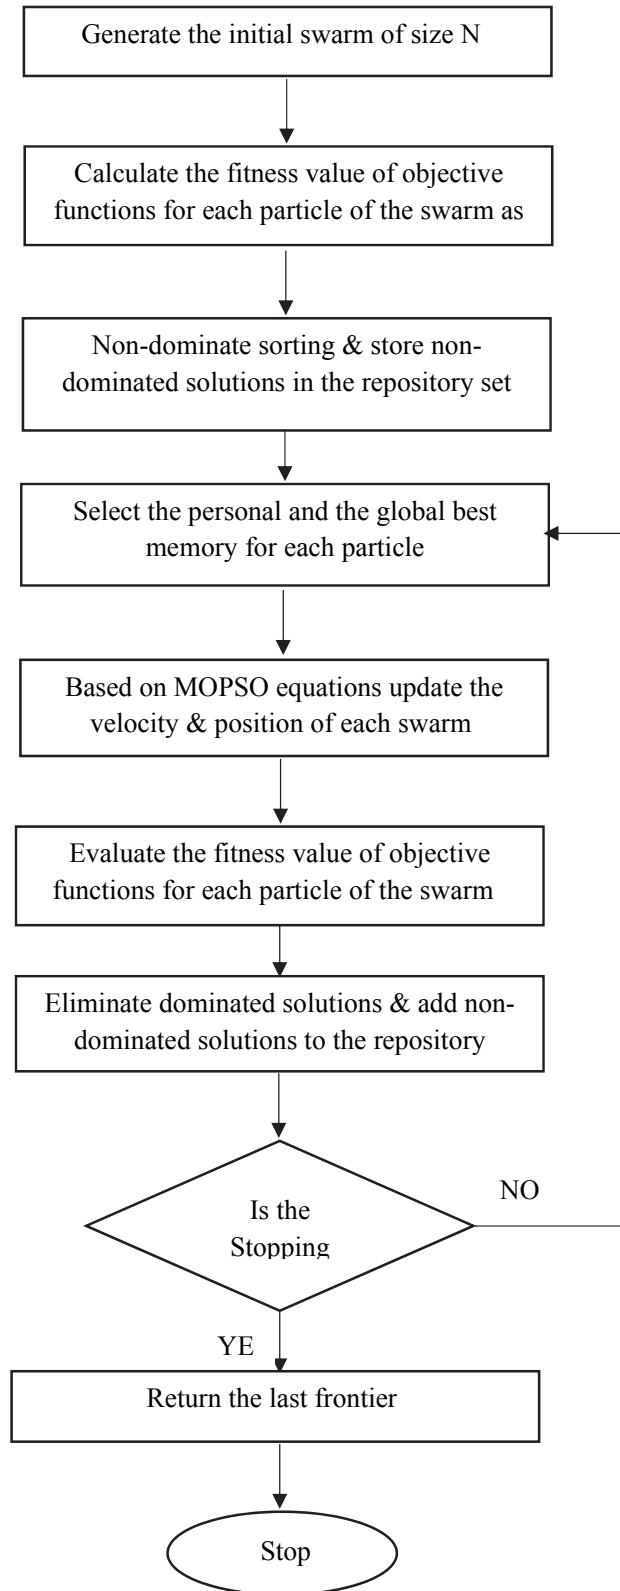 Generate the initial swarm of size N
Calculate the fitness value of objective
functions for each particle of the swarm as
Non-dominate sorting & store non-
dominated solutions in the repository set
Select the personal and the global best
memory for each particle
Based on MOPSO equations update the
velocity & position of each swarm
Evaluate the fitness value of objective
functions for each particle of the swarm
Eliminate dominated solutions & add non-
dominated solutions to the repository
Is the
Stopping
NO
YE
Return the last frontier
Stop